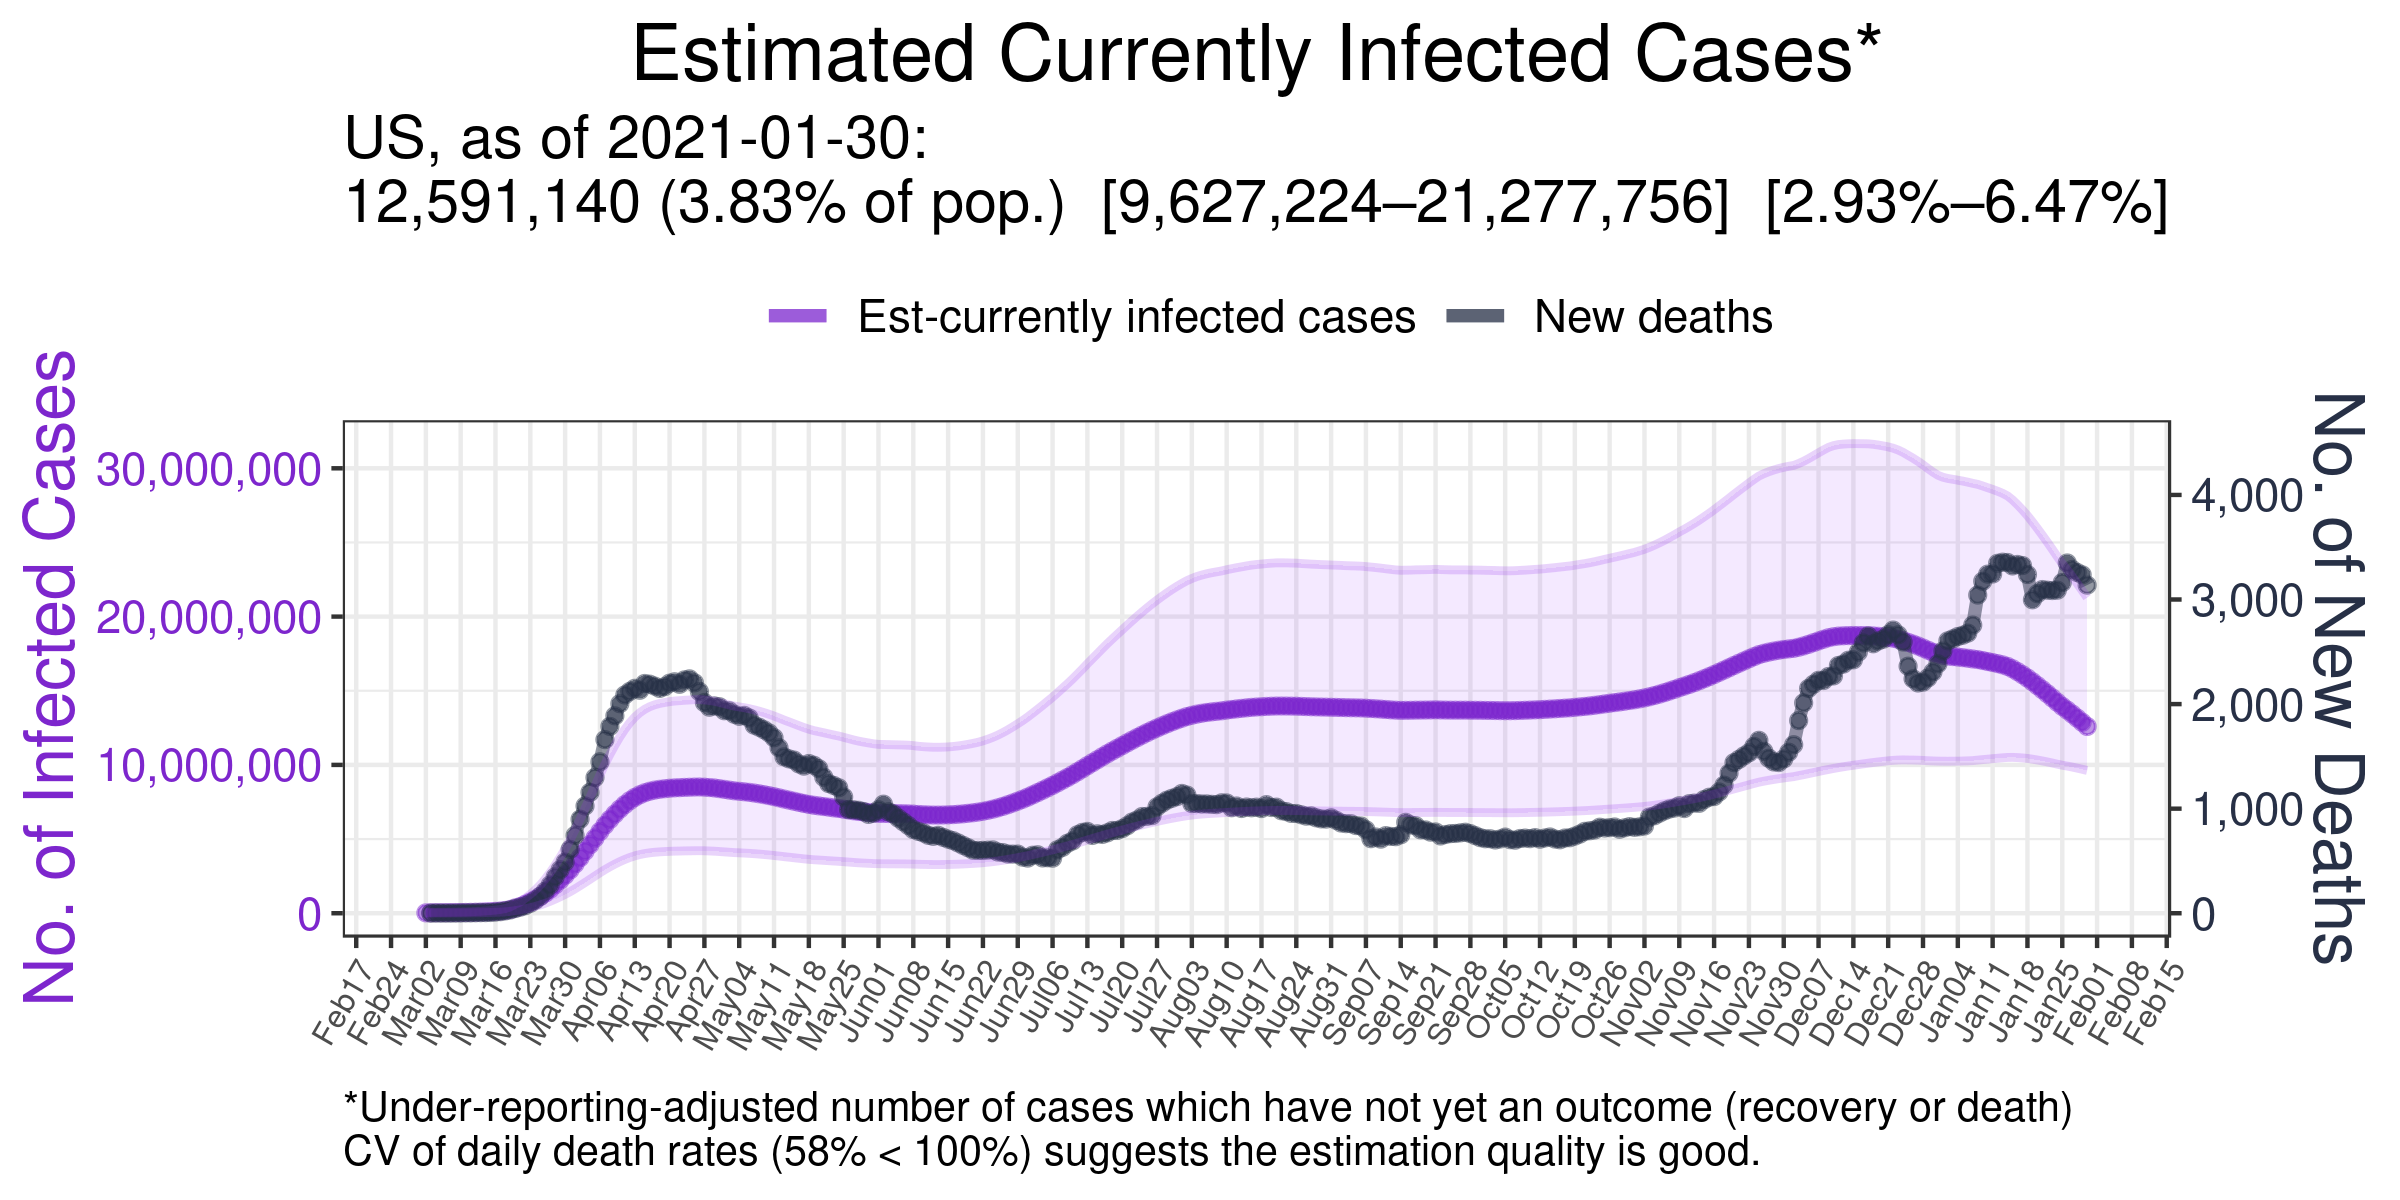 Estimated Currently Infected Cases*
US, as of 2021-01-30:
12,591,140 (3.83% of pop.) [9,627,224–21,277,756] [2.93%–6.47%]
Est-currently infected cases
New deaths
No. of Infected Cases
30,000,000
20,000,000
10,000,000
0
No. of New Deaths
4,000
3,000
2,000
1,000
0
Feb17
Feb24
Mar02
Mar09
Mar16
Mar23
Mar30
Apr06
Apr13
Apr20
Apr27
May04
May11
May18
May25
Jun01
Jun08
Jun15
Jun22
Jun29
Jul06
Jul13
Jul20
Jul27
Aug03
Aug10
Aug17
Aug24
Aug31
Sep07
Sep14
Sep21
Sep28
Oct05
Oct12
Oct19
Oct26
Nov02
Nov09
Nov16
Nov23
Nov30
Dec07
Dec14
Dec21
Dec28
Jan04
Jan11
Jan18
Jan25
Feb01
Feb08
Feb15
*Under-reporting-adjusted number of cases which have not yet an outcome (recovery or death)
CV of daily death rates (58% < 100%) suggests the estimation quality is good.